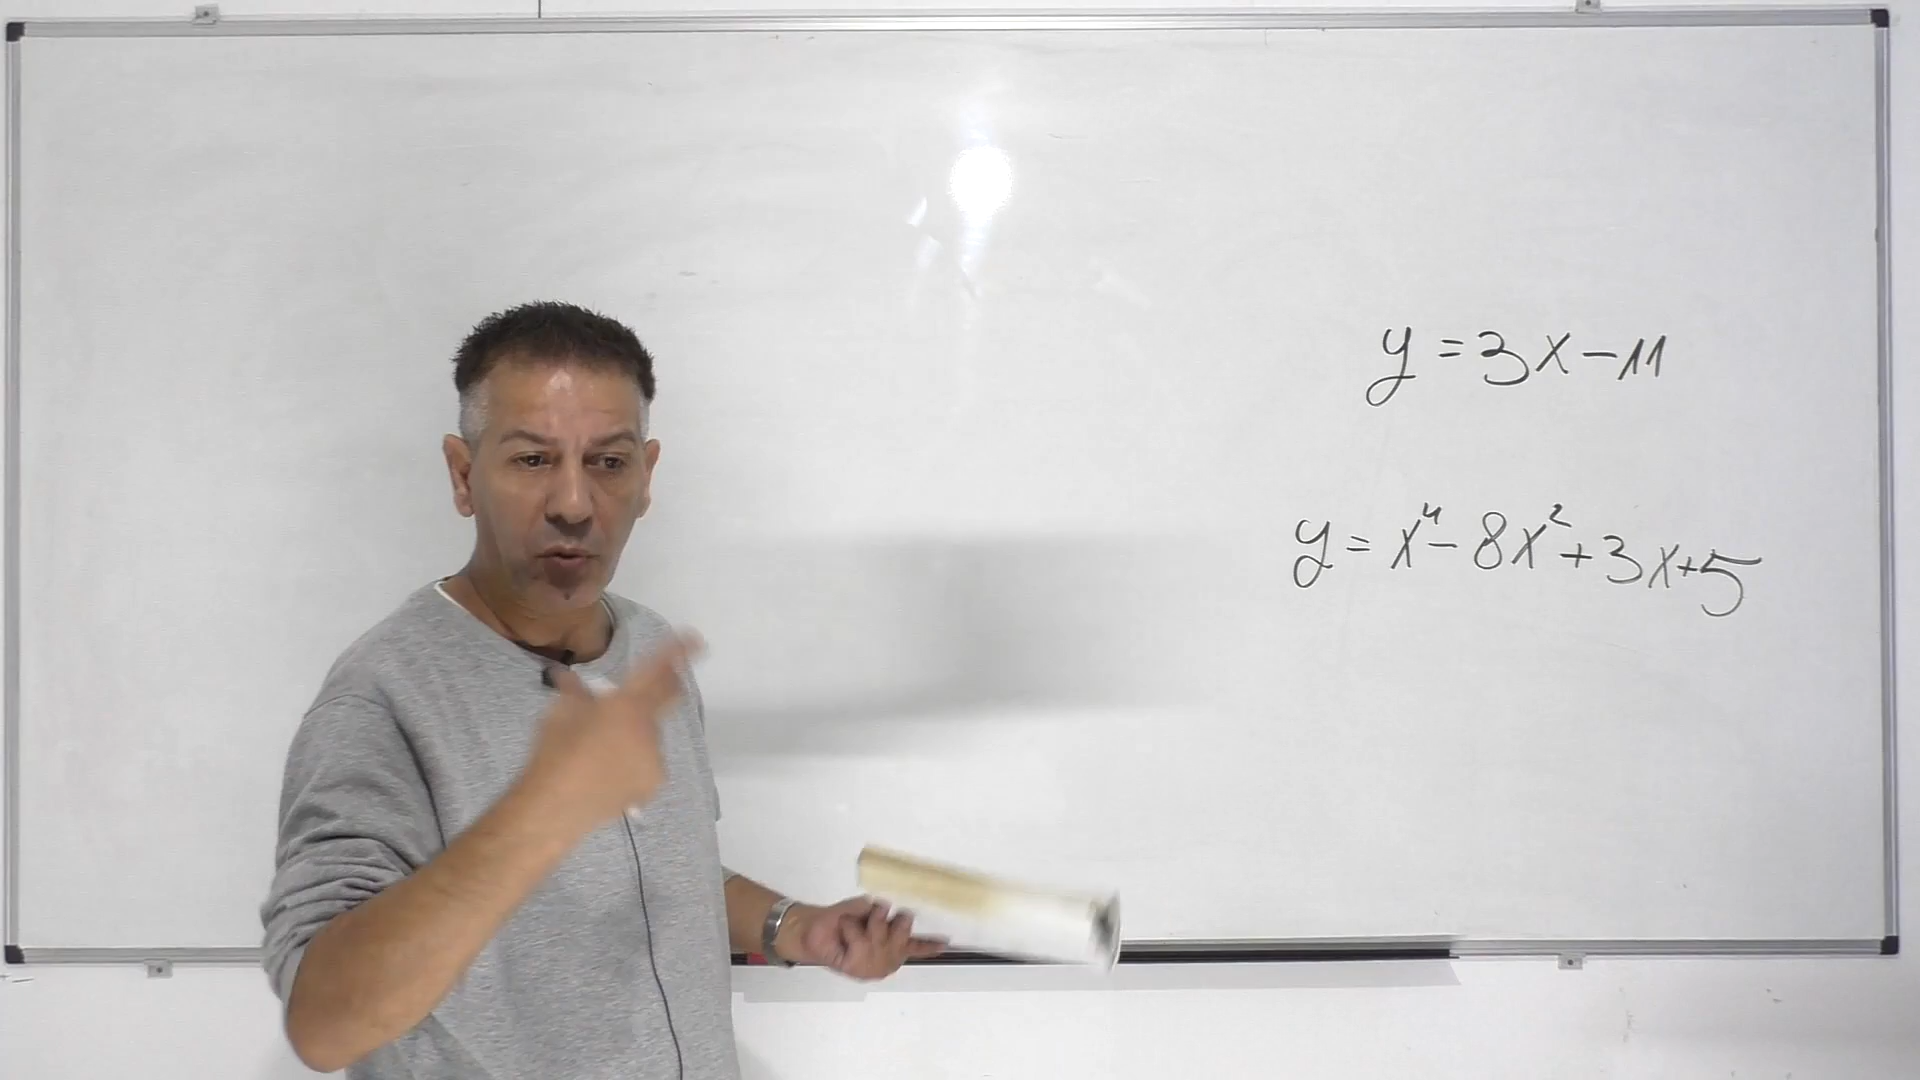 y = 3x - 11
y = x⁴ - 8x² + 3x + 5